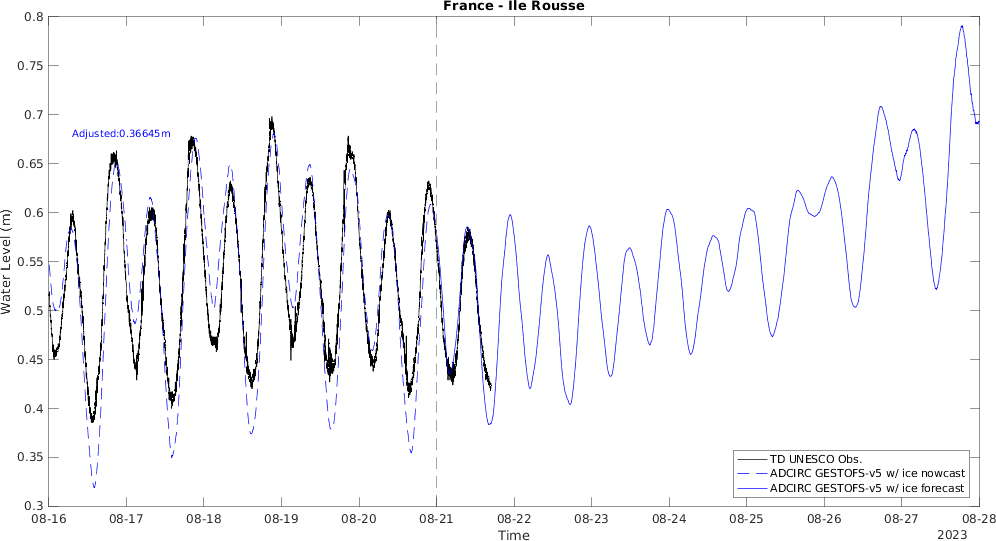 France - Ile Rousse
0.8
0.75
0.7
0.65
0.6
0.55
0.5
0.45
0.4
0.35
0.3
Water Level (m)
Adjusted:0.36645m
TD UNESCO Obs.
ADCIRC GESTOFS-v5 w/ ice nowcast
ADCIRC GESTOFS-v5 w/ ice forecast
08-16 08-17 08-18 08-19 08-20 08-21 08-22 08-23 08-24 08-25 08-26 08-27 08-28
Time
2023